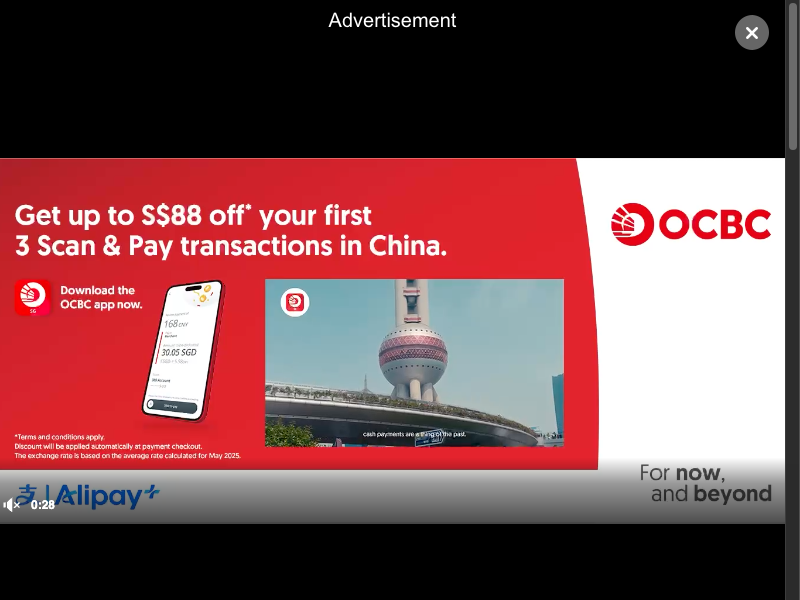 Advertisement
Get up to S$88 off* your first
3 Scan & Pay transactions in China.
OCBC
Download the
OCBC app now.
SG
168 CNY
30.05 SGD
cash payments are a thing of the past.
*Terms and conditions apply.
Discount will be applied automatically at payment checkout.
The exchange rate is based on the average rate calculated for May 2025.
支 | Alipay+
0:28
For now,
and beyond